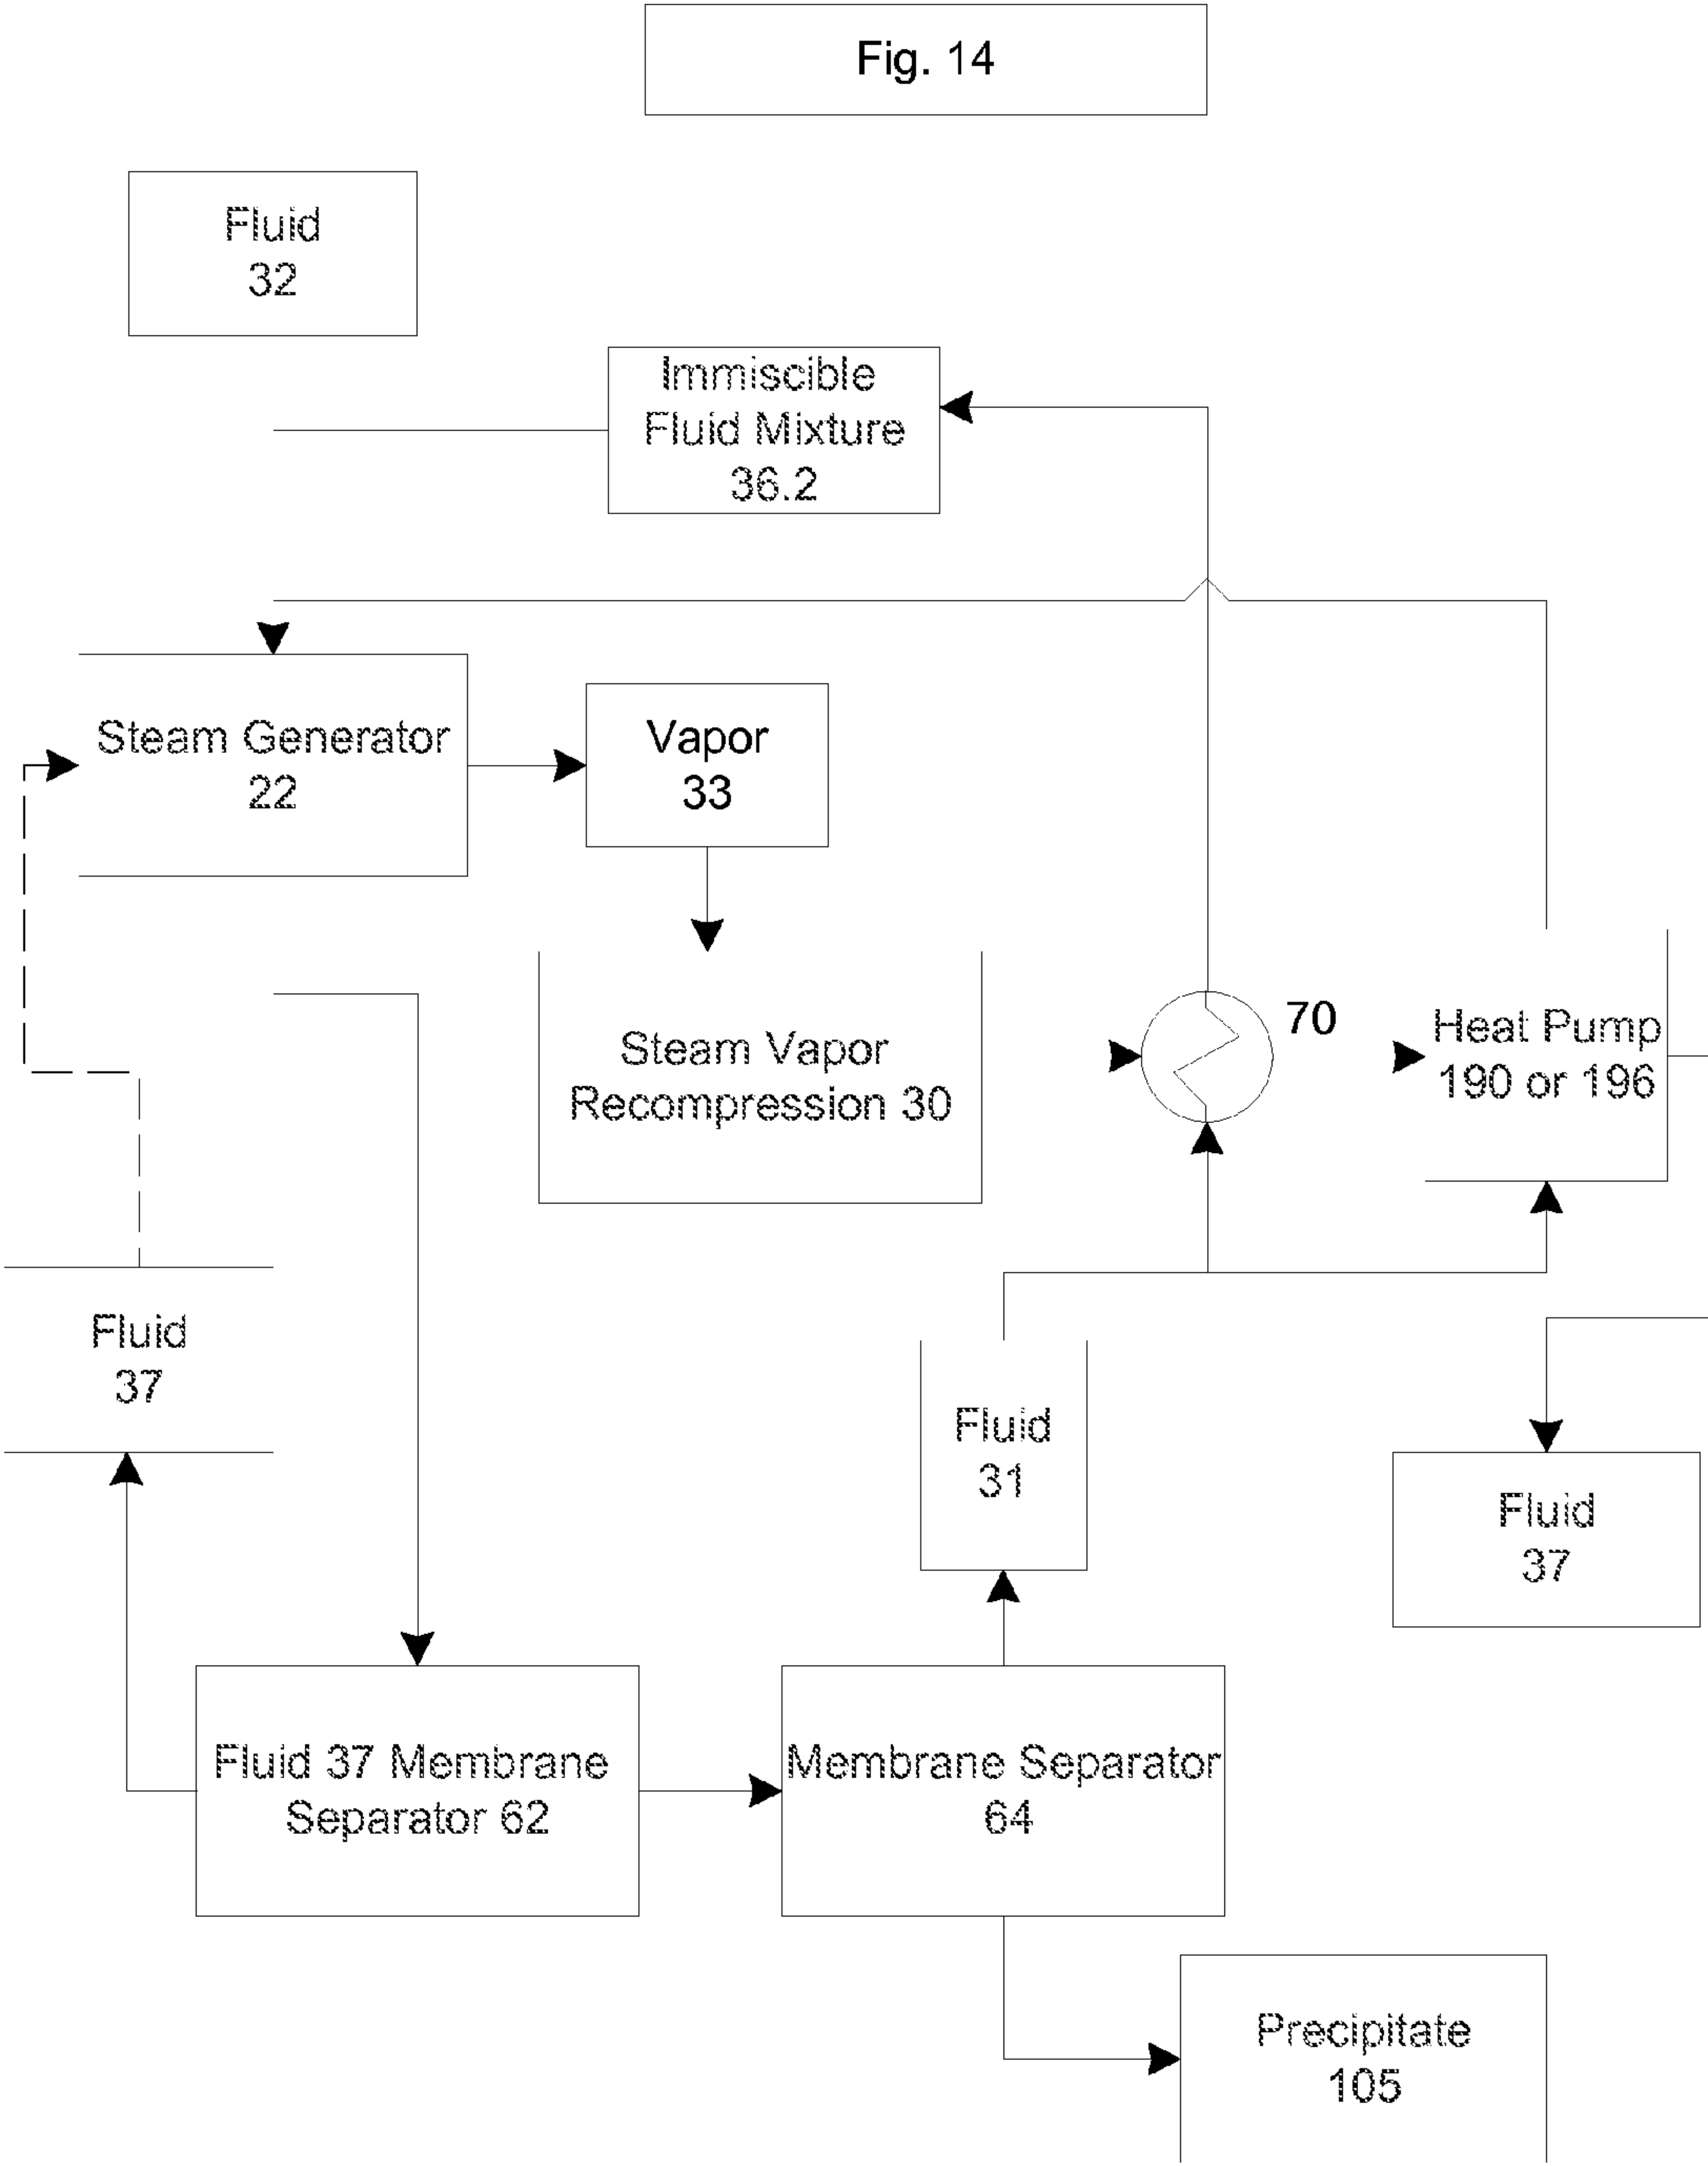 Fig. 14
Fluid
32
Immiscible
Fluid Mixture
36.2
Steam Generator
22
Vapor
33
Steam Vapor
Recompression 30
70
Heat Pump
190 or 196
Fluid
37
Fluid
31
Fluid
37
Fluid 37 Membrane
Separator 62
Membrane Separator
64
Precipitate
105